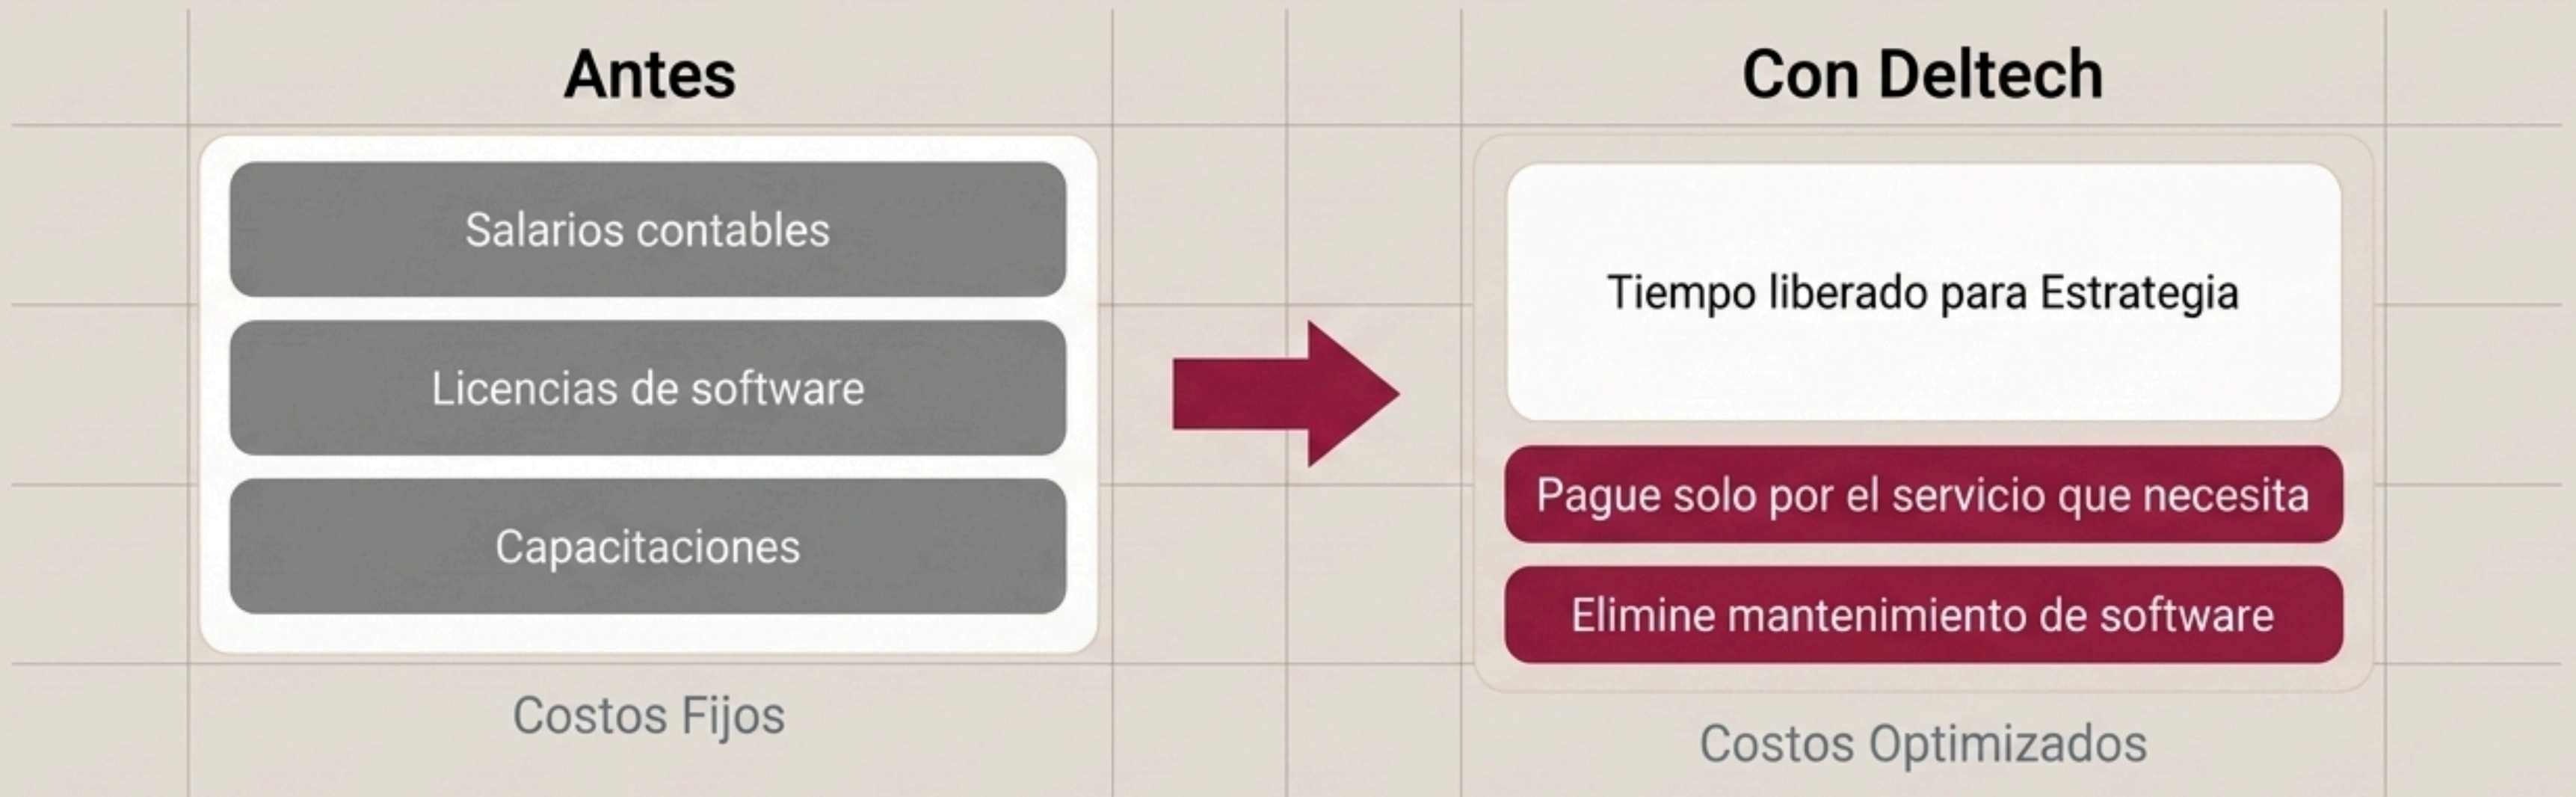 Antes
Salarios contables
Licencias de software
Capacitaciones
Costos Fijos
Con Deltech
Tiempo liberado para Estrategia
Pague solo por el servicio que necesita
Elimine mantenimiento de software
Costos Optimizados